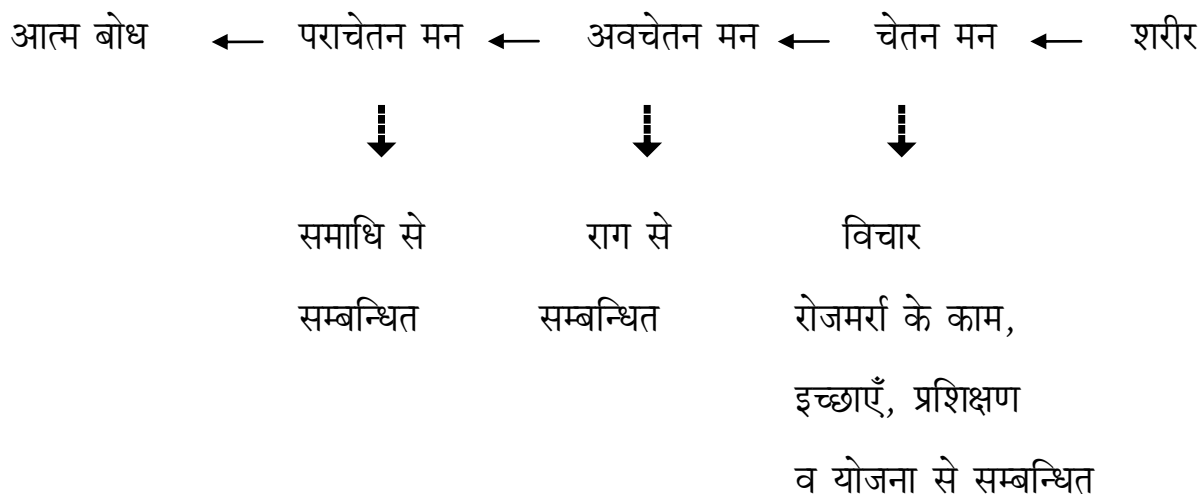 आत्म बोध ← पराचेतन मन ← अवचेतन मन ← चेतन मन ← शरीर
समाधि से राग से विचार
सम्बन्धित सम्बन्धित रोजमर्रा के काम,
इच्छाएँ, प्रशिक्षण
व योजना से सम्बन्धित